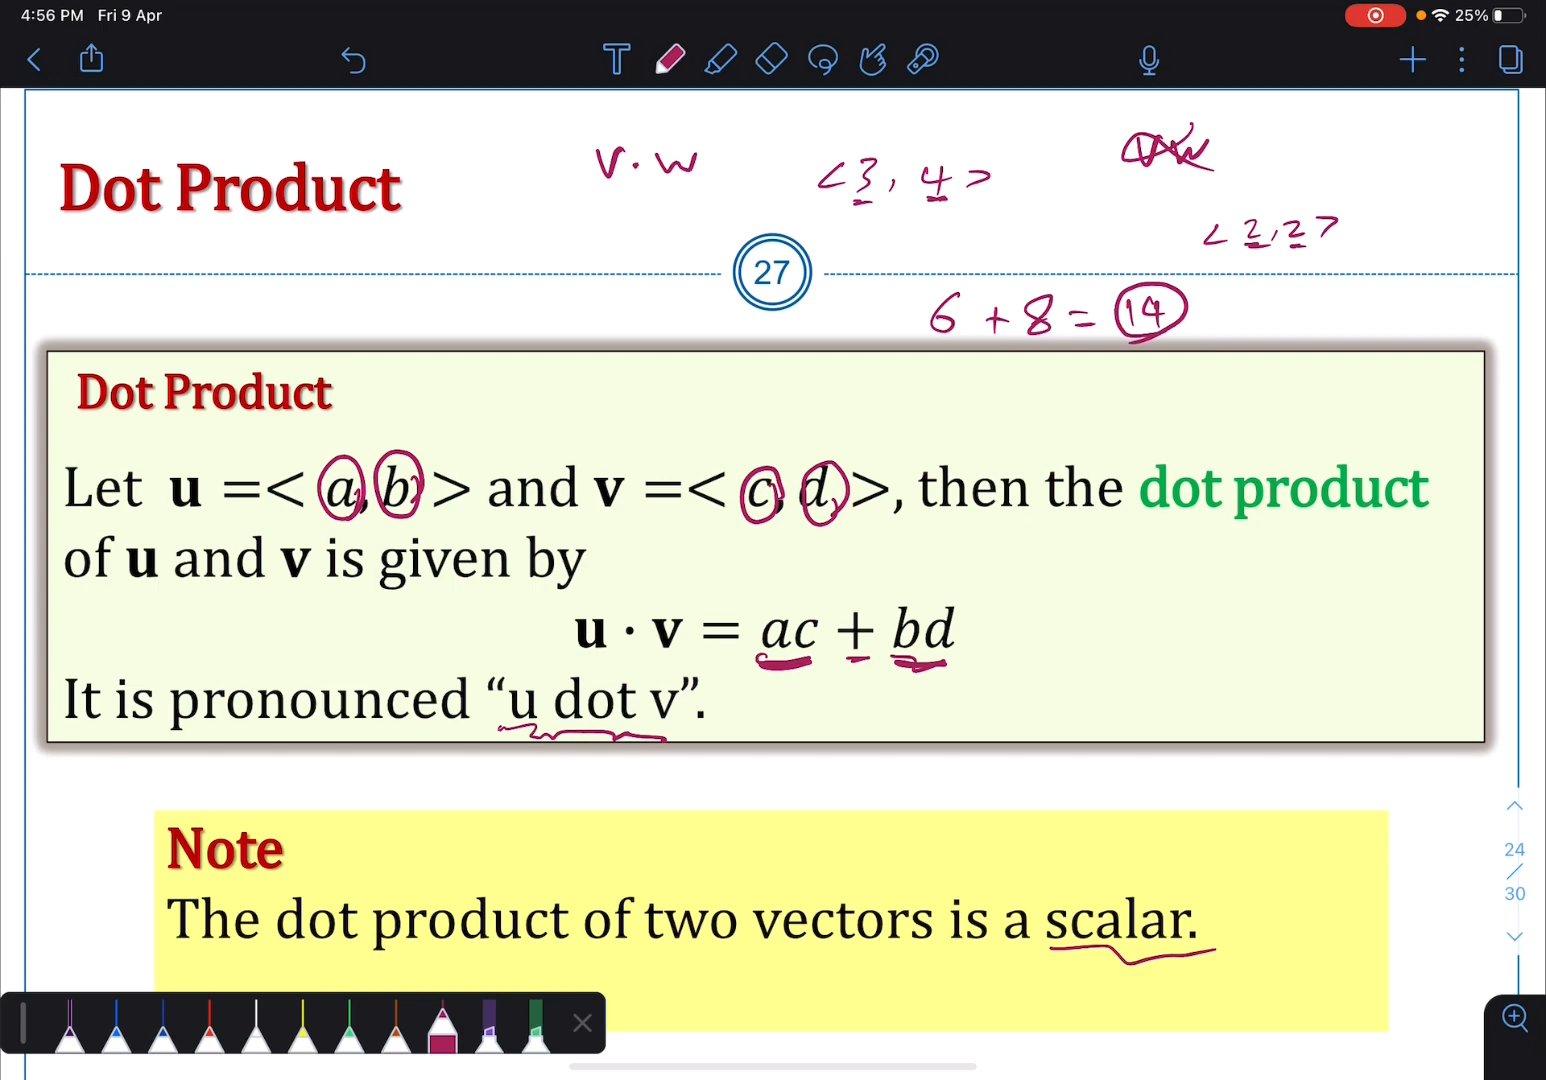 4:56 PM Fri 9 Apr
25%
Dot Product
v · w
<3, 4>
<2,2>
27
6 + 8 = 14
Dot Product
Let u =< a, b > and v =< c, d >, then the dot product
of u and v is given by
u · v = ac + bd
It is pronounced “u dot v”.
24
/
30
Note
The dot product of two vectors is a scalar.